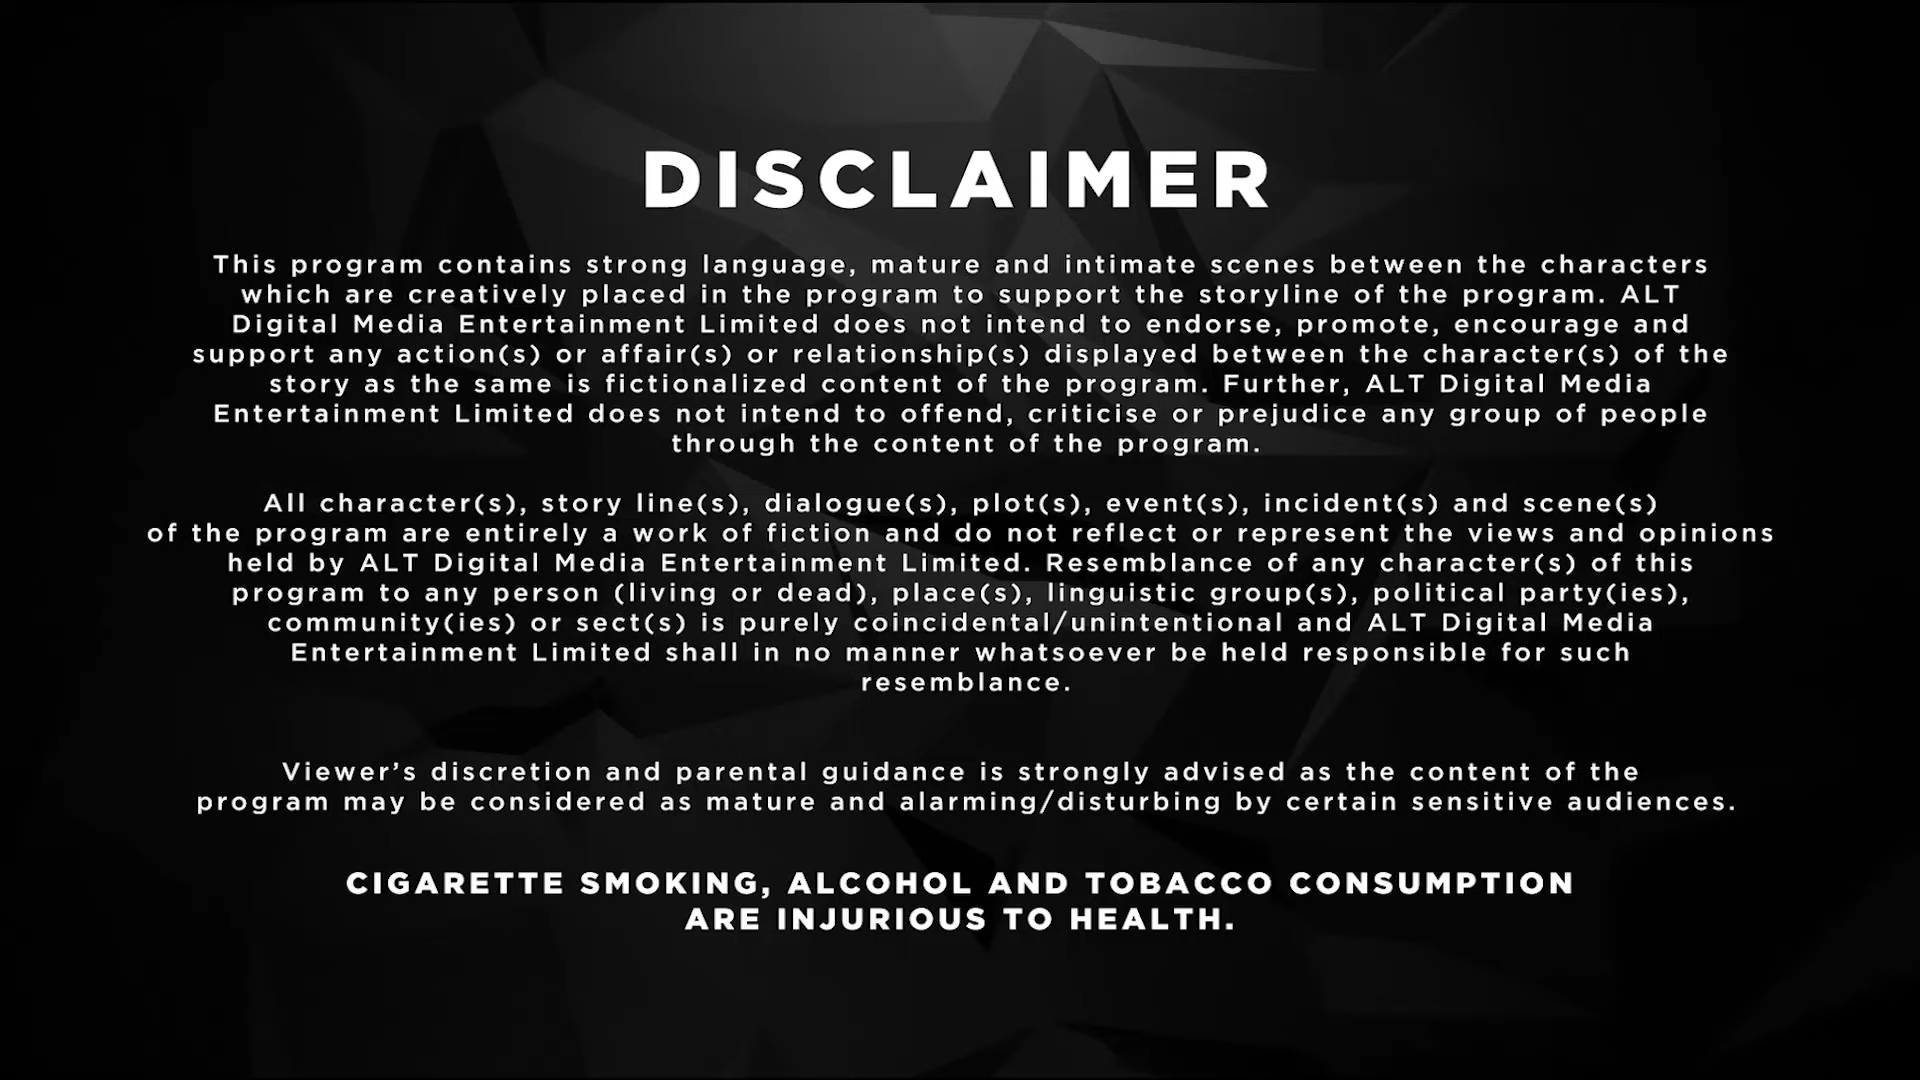 DISCLAIMER
This program contains strong language, mature and intimate scenes between the characters
which are creatively placed in the program to support the storyline of the program. ALT
Digital Media Entertainment Limited does not intend to endorse, promote, encourage and
support any action(s) or affair(s) or relationship(s) displayed between the character(s) of the
story as the same is fictionalized content of the program. Further, ALT Digital Media
Entertainment Limited does not intend to offend, criticise or prejudice any group of people
through the content of the program.
All character(s), story line(s), dialogue(s), plot(s), event(s), incident(s) and scene(s)
of the program are entirely a work of fiction and do not reflect or represent the views and opinions
held by ALT Digital Media Entertainment Limited. Resemblance of any character(s) of this
program to any person (living or dead), place(s), linguistic group(s), political party(ies),
community(ies) or sect(s) is purely coincidental/unintentional and ALT Digital Media
Entertainment Limited shall in no manner whatsoever be held responsible for such
resemblance.
Viewer’s discretion and parental guidance is strongly advised as the content of the
program may be considered as mature and alarming/disturbing by certain sensitive audiences.
CIGARETTE SMOKING, ALCOHOL AND TOBACCO CONSUMPTION
ARE INJURIOUS TO HEALTH.